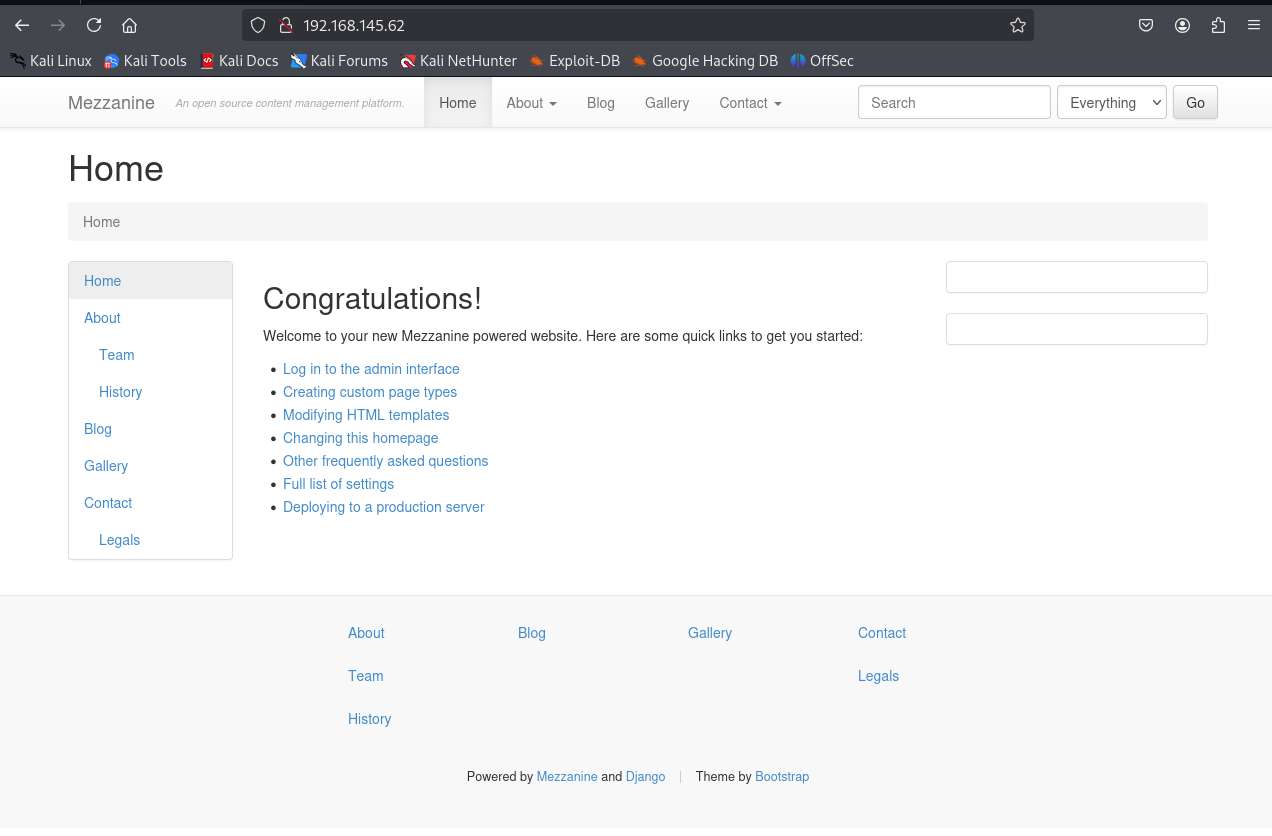 192.168.145.62
Kali Linux Kali Tools Kali Docs Kali Forums Kali NetHunter Exploit-DB Google Hacking DB OffSec
Mezzanine An open source content management platform. Home About Blog Gallery Contact Search Everything Go
Home
Home
Home
About
Team
History
Blog
Gallery
Contact
Legals
Congratulations!
Welcome to your new Mezzanine powered website. Here are some quick links to get you started:
Log in to the admin interface
Creating custom page types
Modifying HTML templates
Changing this homepage
Other frequently asked questions
Full list of settings
Deploying to a production server
About Blog Gallery Contact
Team Legals
History
Powered by Mezzanine and Django | Theme by Bootstrap